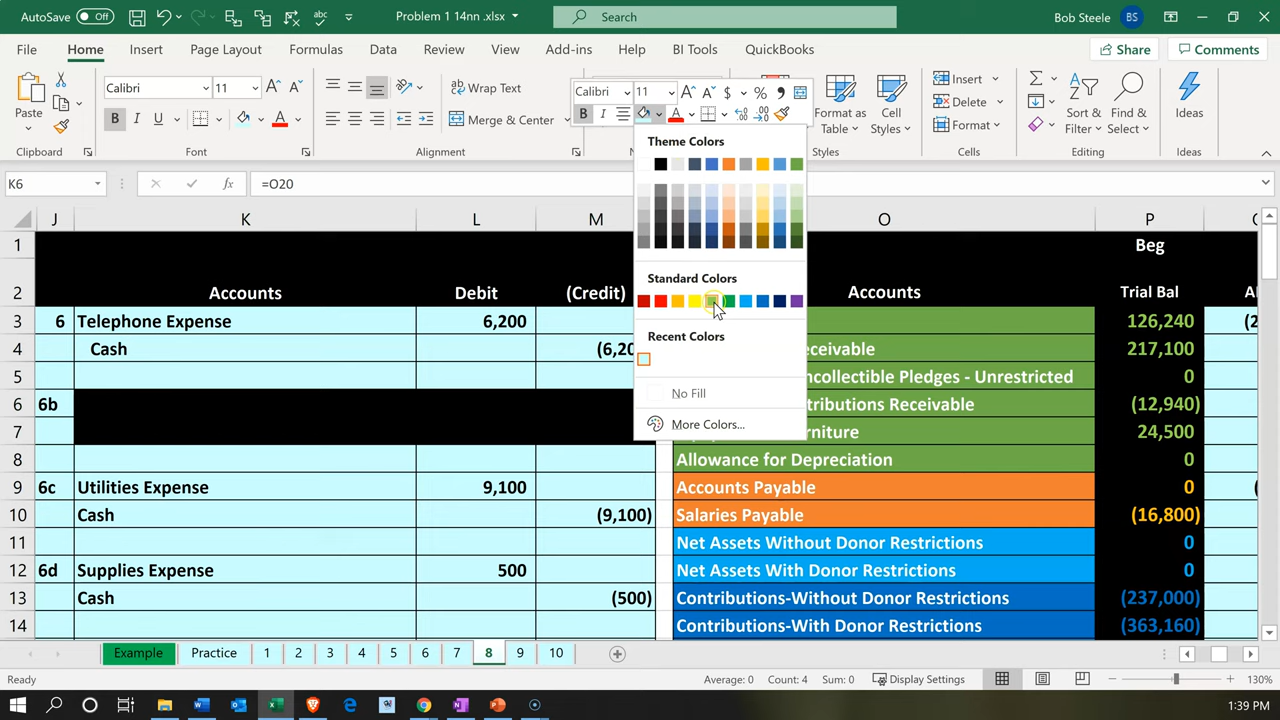 AutoSave Off abc Problem 1 14nn .xlsx Search Bob Steele BS
File Home Insert Page Layout Formulas Data Review View Add-ins Help BI Tools QuickBooks Share Comments
Paste Calibri 11 A A Wrap Text Calibri 11 A A $ % , Format as Table Cell Styles Insert Sort & Filter Find & Select Ideas
B I U A Merge & Center B I A Delete
Format
Clipboard Font Alignment N Styles Cells Editing Ideas
K6 fx =O20
Theme Colors
Standard Colors
Recent Colors
No Fill
More Colors...
J K L M O P
1 Beg
2 Accounts Debit (Credit) Accounts Trial Bal
3 6 Telephone Expense 6,200 126,240 (2
4 Cash (6,20 eceivable 217,100
5 ncollectible Pledges - Unrestricted 0
6 6b tributions Receivable (12,940)
7 rniture 24,500
8 Allowance for Depreciation 0
9 6c Utilities Expense 9,100 Accounts Payable 0 (
10 Cash (9,100) Salaries Payable (16,800)
11 Net Assets Without Donor Restrictions 0
12 6d Supplies Expense 500 Net Assets With Donor Restrictions 0
13 Cash (500) Contributions-Without Donor Restrictions (237,000)
14 Contributions-With Donor Restrictions (363,160)
Example Practice 1 2 3 4 5 6 7 8 9 10
Ready Average: 0 Count: 4 Sum: 0 Display Settings 130%
1:39 PM